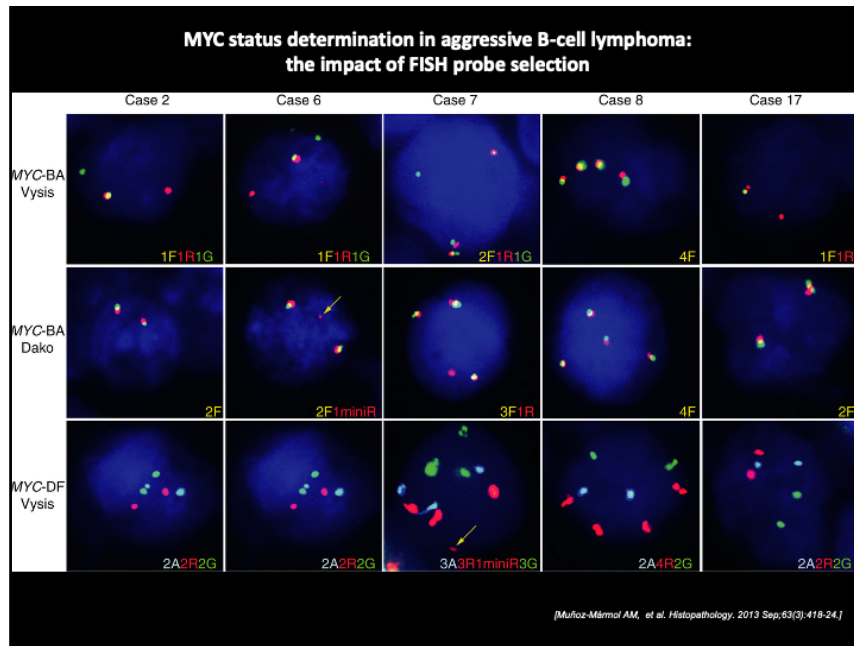 MYC status determination in aggressive B-cell lymphoma:
the impact of FISH probe selection
Case 2 Case 6 Case 7 Case 8 Case 17
MYC-BA
Vysis
1F1R1G 1F1R1G 2F1R1G 4F 1F1R
MYC-BA
Dako
2F 2F1miniR 3F1R 4F 2F
MYC-DF
Vysis
2A2R2G 2A2R2G 3A3R1miniR3G 2A4R2G 2A2R2G
[Muñoz-Mármol AM, et al. Histopathology. 2013 Sep;63(3):418-24.]